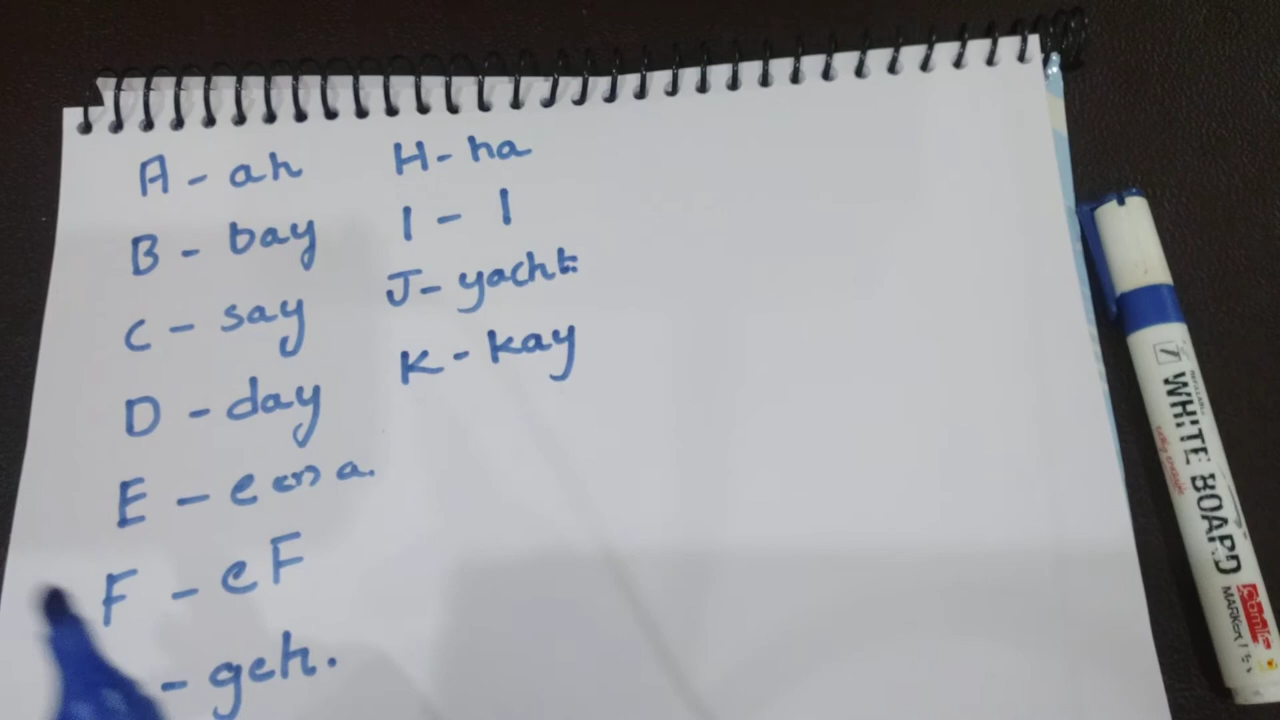 A - ah
B - bay
C - say
D - day
E -
F - eF
- geh.
H - ha
I - I
J - yacht
K - kay
WHITE BOARD
MARKER